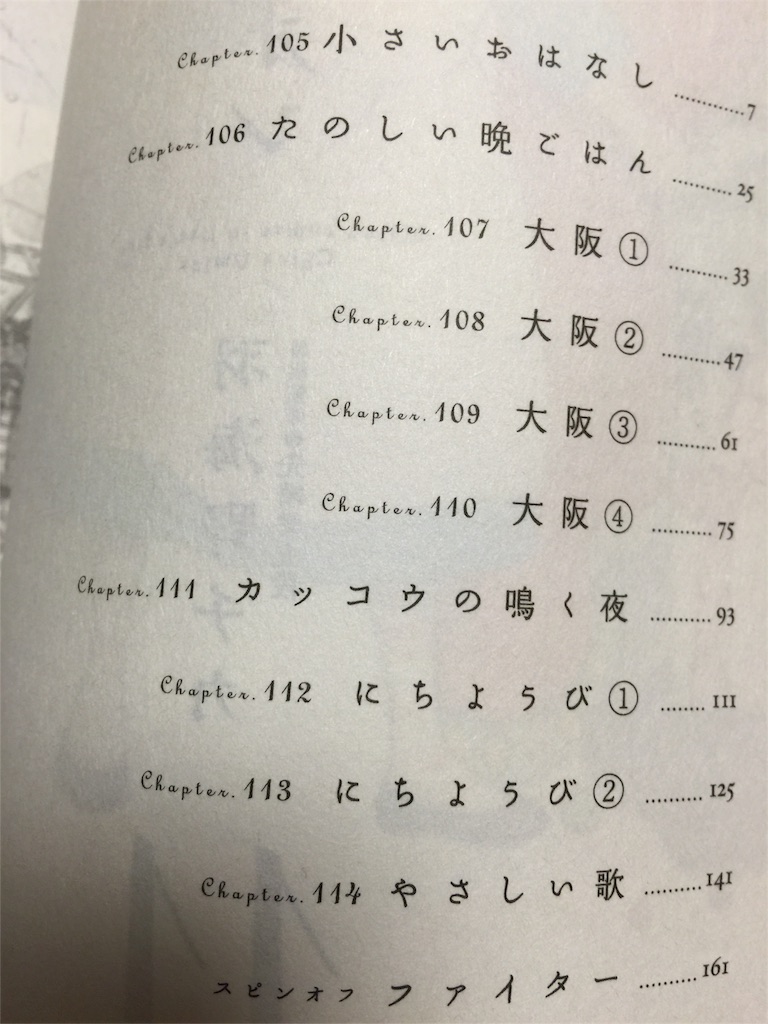 Chapter. 105 小さいおはなし ............7
Chapter. 106 たのしい晩ごはん ..........25
Chapter. 107 大阪① ..........33
Chapter. 108 大阪② ..........47
Chapter. 109 大阪③ ..........61
Chapter. 110 大阪④ ..........75
Chapter. 111 カッコウの鳴く夜 ..........93
Chapter. 112 にちようび① ........111
Chapter. 113 にちようび② ..........125
Chapter. 114 やさしい歌 ..........141
スピンオフ ファイター ..........161